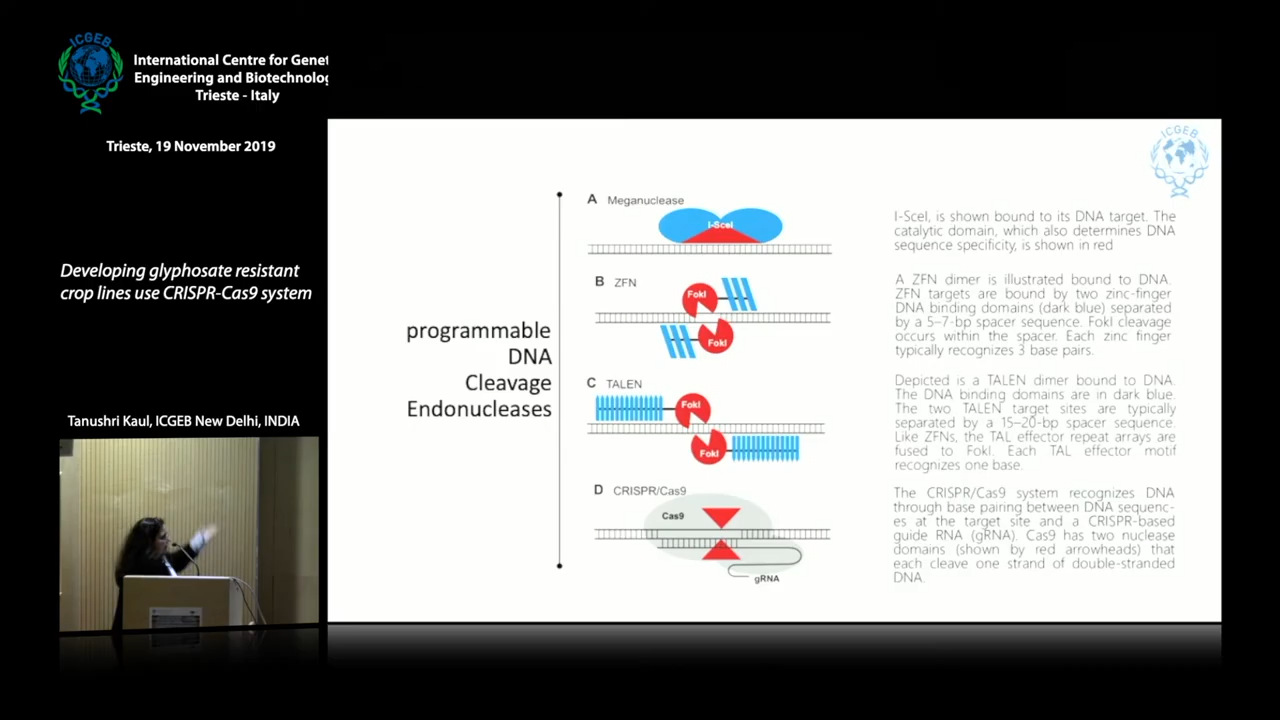 ICGEB
International Centre for Genet
Engineering and Biotechnolog
Trieste - Italy
Trieste, 19 November 2019
Developing glyphosate resistant
crop lines use CRISPR-Cas9 system
Tanushri Kaul, ICGEB New Delhi, INDIA
ICGEB
programmable
DNA
Cleavage
Endonucleases
A Meganuclease
I-SceI
B ZFN
FokI
FokI
C TALEN
FokI
FokI
D CRISPR/Cas9
Cas9
gRNA
I-SceI, is shown bound to its DNA target. The
catalytic domain, which also determines DNA
sequence specificity, is shown in red
A ZFN dimer is illustrated bound to DNA.
ZFN targets are bound by two zinc-finger
DNA binding domains (dark blue) separated
by a 5–7-bp spacer sequence. FokI cleavage
occurs within the spacer. Each zinc finger
typically recognizes 3 base pairs.
Depicted is a TALEN dimer bound to DNA.
The DNA binding domains are in dark blue.
The two TALEN target sites are typically
separated by a 15–20-bp spacer sequence.
Like ZFNs, the TAL effector repeat arrays are
fused to FokI. Each TAL effector motif
recognizes one base.
The CRISPR/Cas9 system recognizes DNA
through base pairing between DNA sequenc-
es at the target site and a CRISPR-based
guide RNA (gRNA). Cas9 has two nuclease
domains (shown by red arrowheads) that
each cleave one strand of double-stranded
DNA.